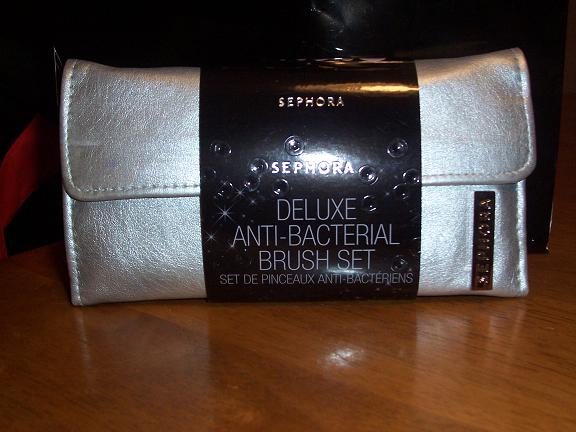 SEPHORA
SEPHORA
DELUXE
ANTI-BACTERIAL
BRUSH SET
SET DE PINCEAUX ANTI-BACTÉRIENS
SEPHORA